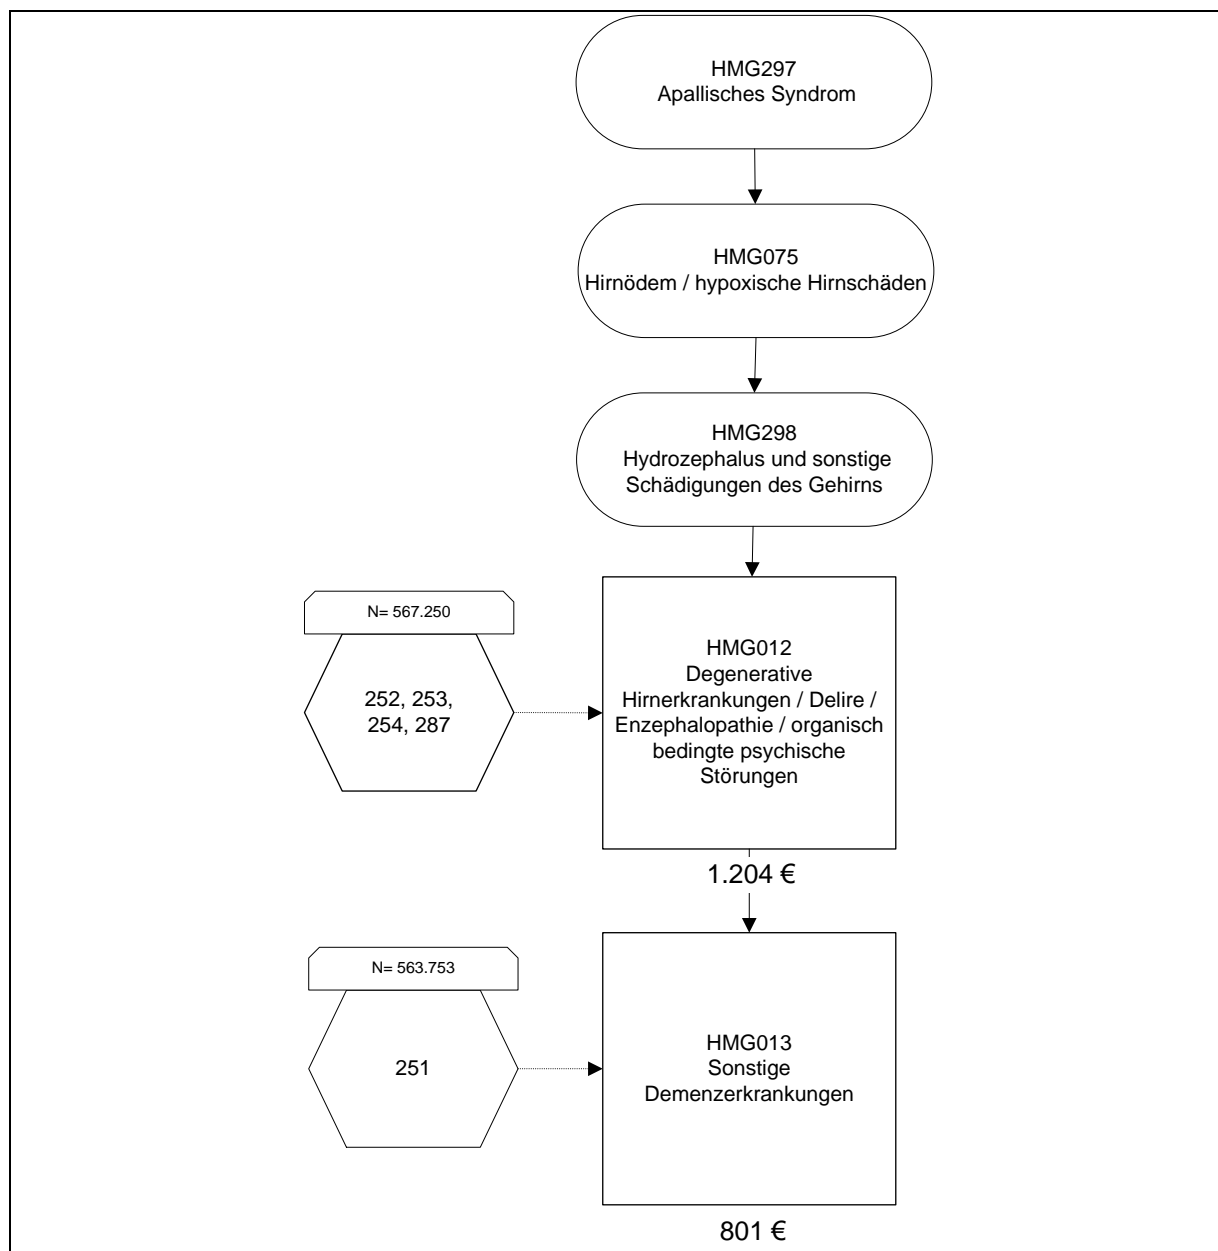 HMG297
Apallisches Syndrom
HMG075
Hirnödem / hypoxische Hirnschäden
HMG298
Hydrozephalus und sonstige
Schädigungen des Gehirns
N= 567.250
252, 253,
254, 287
HMG012
Degenerative
Hirnerkrankungen / Delire /
Enzephalopathie / organisch
bedingte psychische
Störungen
1.204 €
N= 563.753
251
HMG013
Sonstige
Demenzerkrankungen
801 €